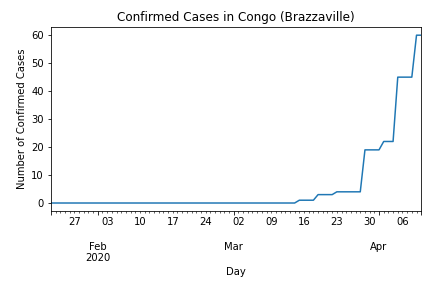 Confirmed Cases in Congo (Brazzaville)
Number of Confirmed Cases
60
50
40
30
20
10
0
27 03 10 17 24 02 09 16 23 30 06
Feb Mar Apr
2020
Day